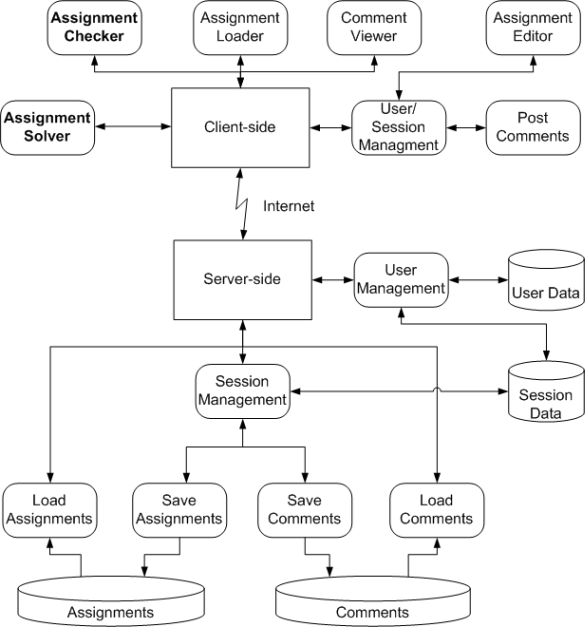 Assignment
Checker
Assignment
Loader
Comment
Viewer
Assignment
Editor
Assignment
Solver
Client-side
User/
Session
Managment
Post
Comments
Internet
Server-side
User
Management
User Data
Session
Management
Session
Data
Load
Assignments
Save
Assignments
Save
Comments
Load
Comments
Assignments
Comments